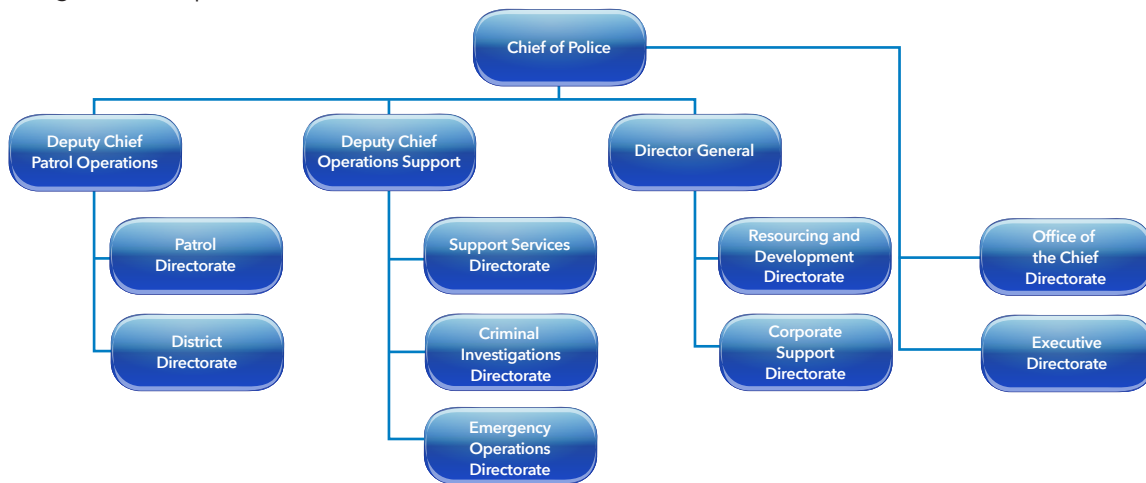 Chief of Police
Deputy Chief
Patrol Operations
Deputy Chief
Operations Support
Director General
Patrol
Directorate
Support Services
Directorate
Resourcing and
Development
Directorate
Office of
the Chief
Directorate
District
Directorate
Criminal
Investigations
Directorate
Corporate
Support
Directorate
Executive
Directorate
Emergency
Operations
Directorate